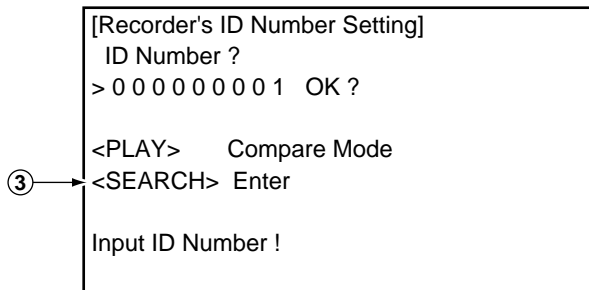 [Recorder's ID Number Setting]
ID Number ?
> 0 0 0 0 0 0 0 0 1 OK ?
<PLAY> Compare Mode
③ <SEARCH> Enter
Input ID Number !